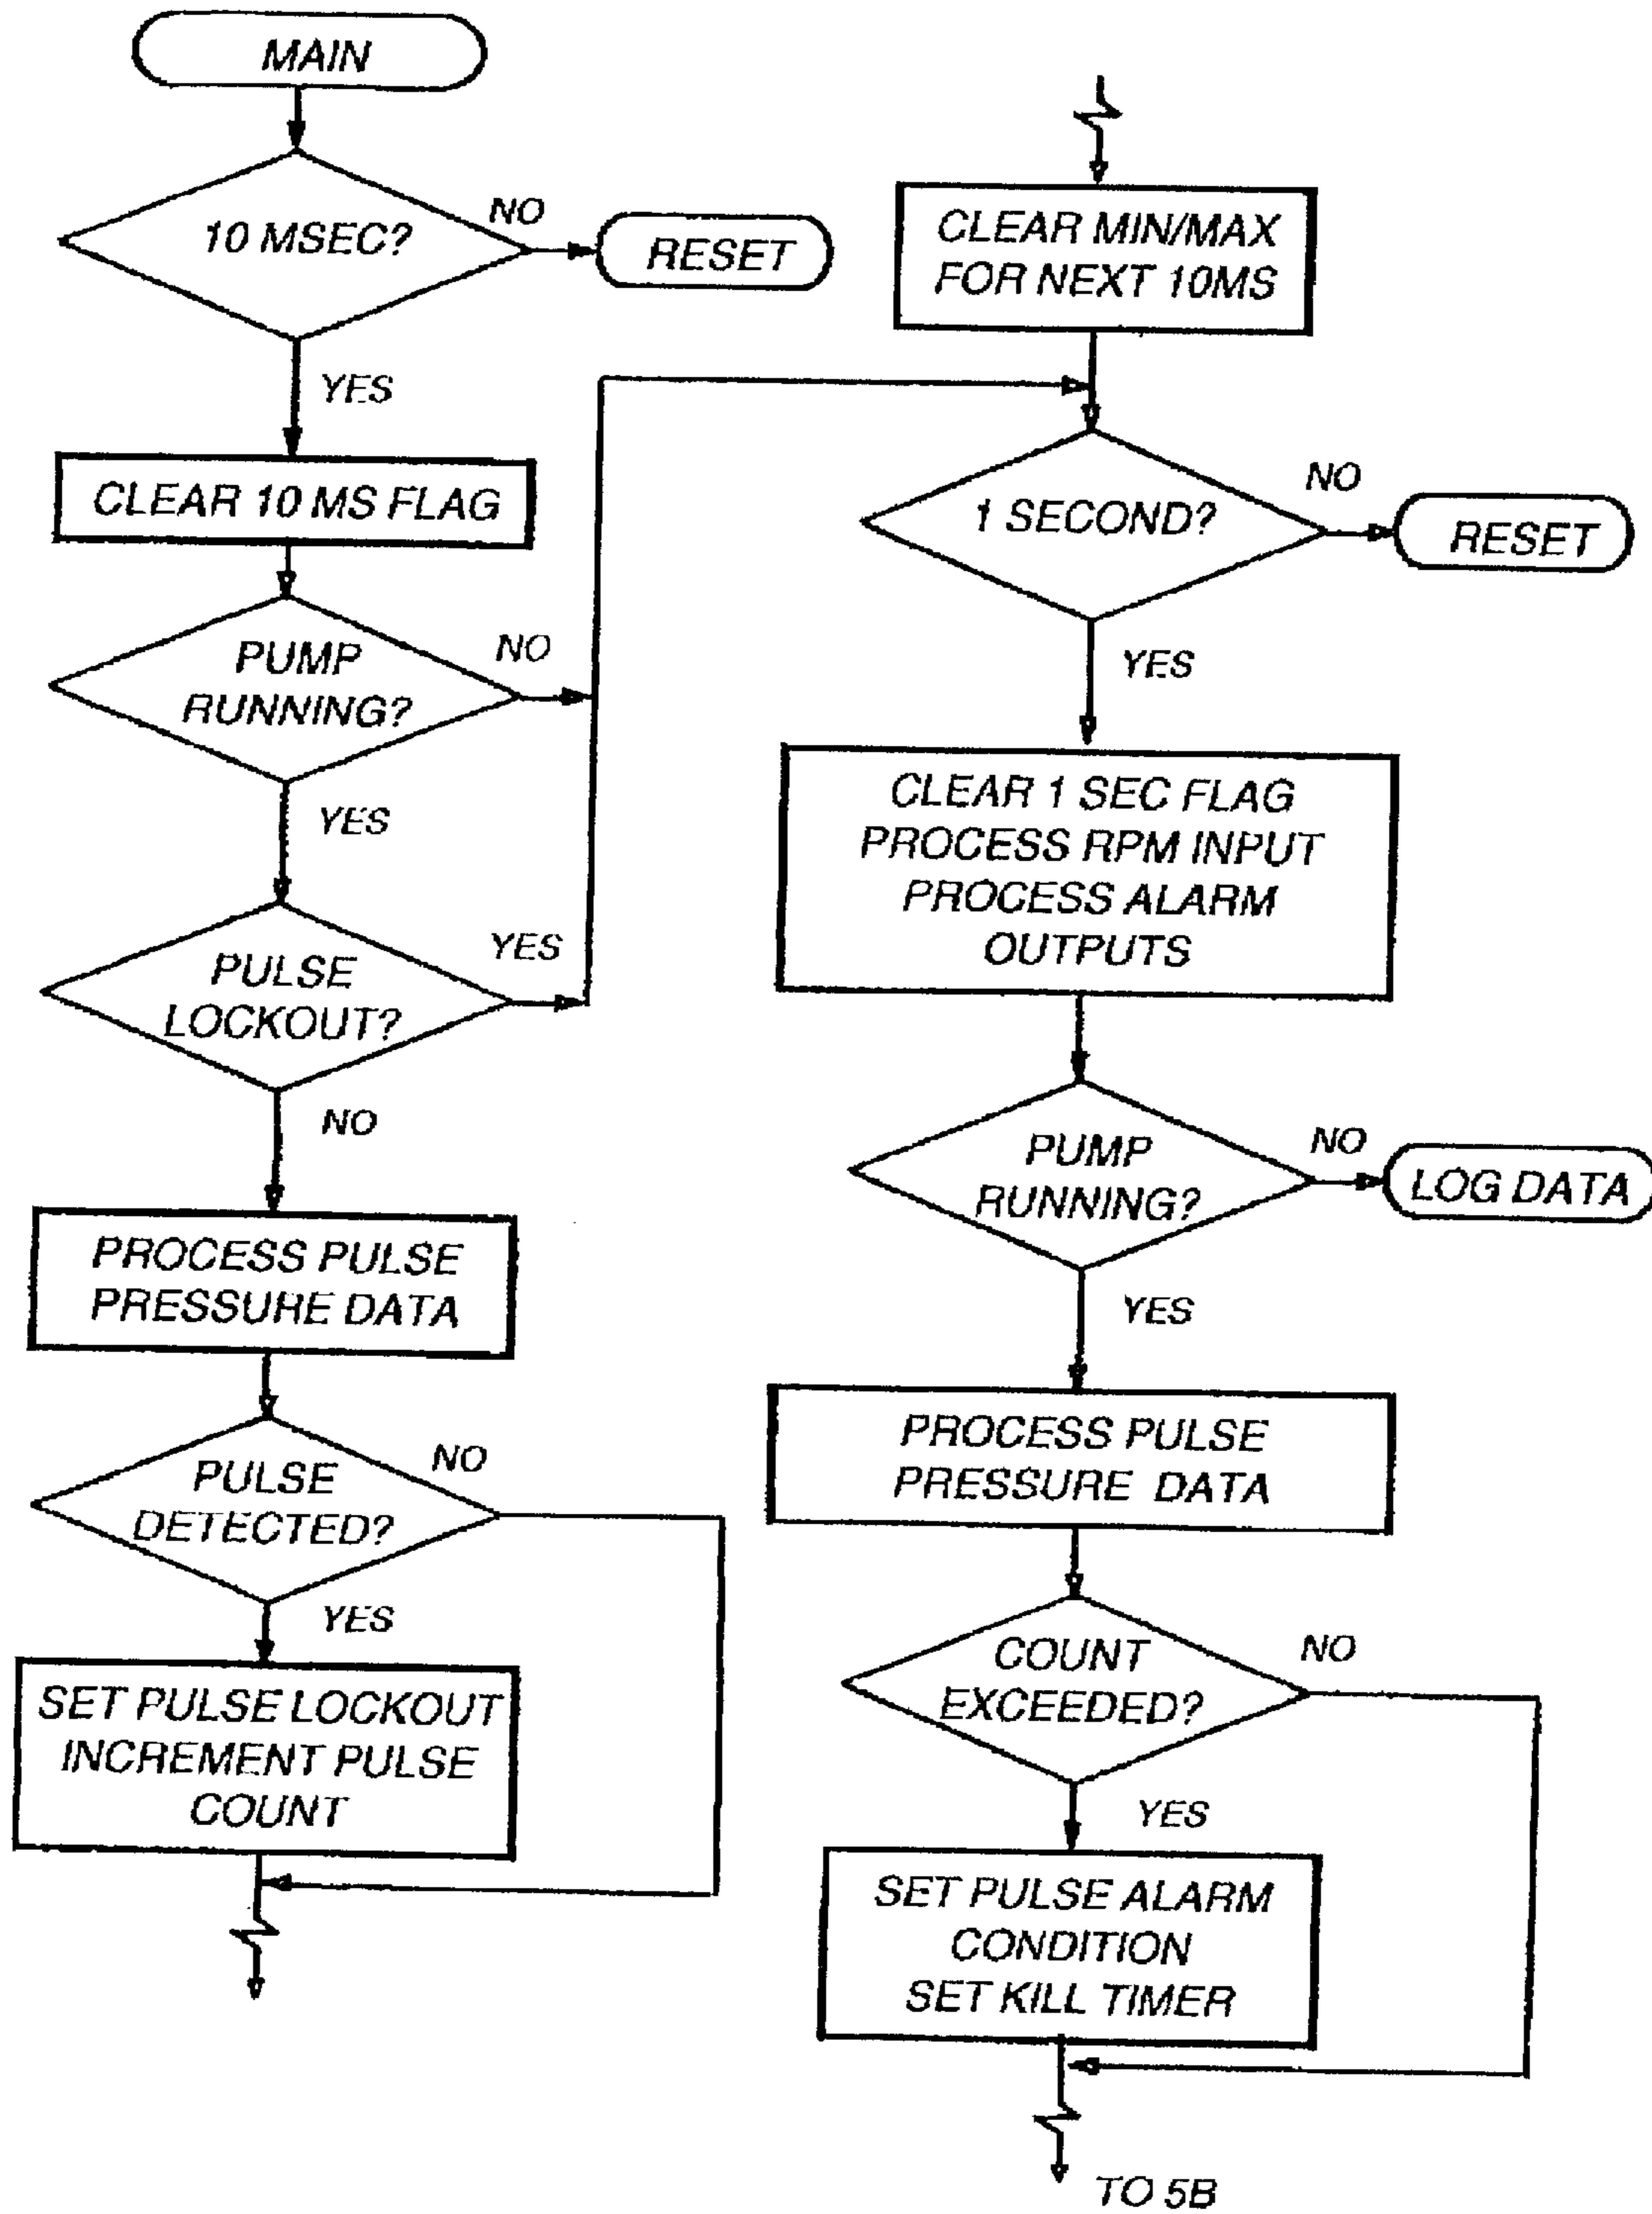 MAIN
10 MSEC?
NO
RESET
YES
CLEAR 10 MS FLAG
PUMP
RUNNING?
NO
YES
PULSE
LOCKOUT?
YES
NO
PROCESS PULSE
PRESSURE DATA
PULSE
DETECTED?
NO
YES
SET PULSE LOCKOUT
INCREMENT PULSE
COUNT
CLEAR MIN/MAX
FOR NEXT 10MS
1 SECOND?
NO
RESET
YES
CLEAR 1 SEC FLAG
PROCESS RPM INPUT
PROCESS ALARM
OUTPUTS
PUMP
RUNNING?
NO
LOG DATA
YES
PROCESS PULSE
PRESSURE DATA
COUNT
EXCEEDED?
NO
YES
SET PULSE ALARM
CONDITION
SET KILL TIMER
TO 5B